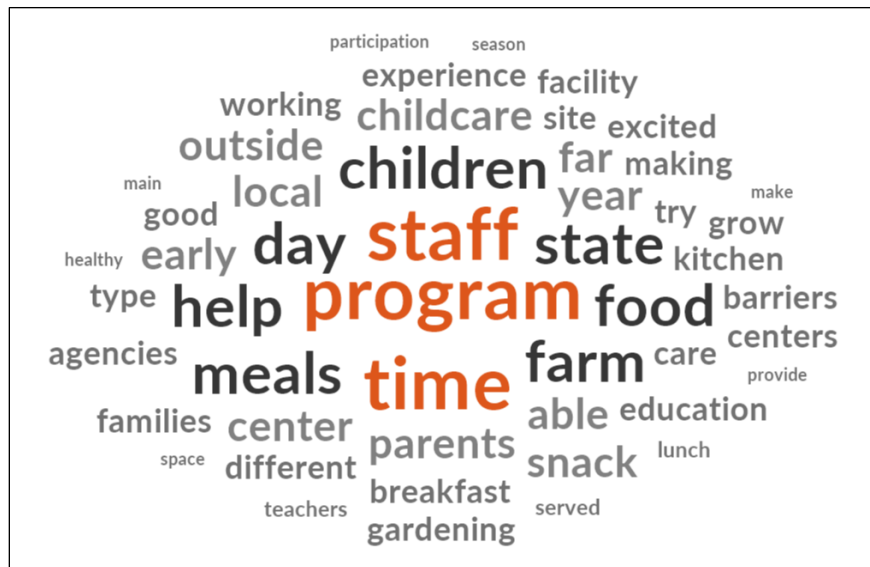 participation season
experience facility
working childcare site excited
outside children far making
main local year make
good day staff state try grow
healthy early kitchen
type help program food barriers
agencies meals time farm care centers
provide
families center parents able education
space different snack lunch
teachers breakfast served
gardening